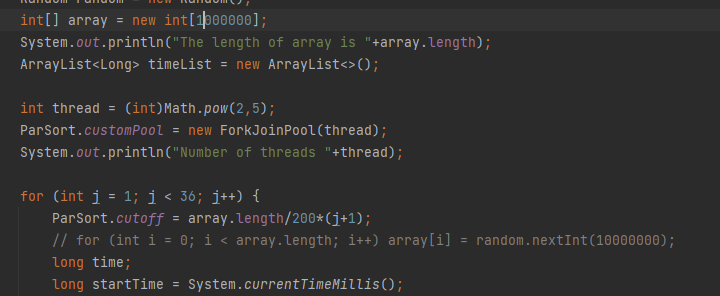 Random random = new Random();
int[] array = new int[1000000];
System.out.println("The length of array is "+array.length);
ArrayList<Long> timeList = new ArrayList<>();
int thread = (int)Math.pow(2,5);
ParSort.customPool = new ForkJoinPool(thread);
System.out.println("Number of threads "+thread);
for (int j = 1; j < 36; j++) {
ParSort.cutoff = array.length/200*(j+1);
// for (int i = 0; i < array.length; i++) array[i] = random.nextInt(10000000);
long time;
long startTime = System.currentTimeMillis();